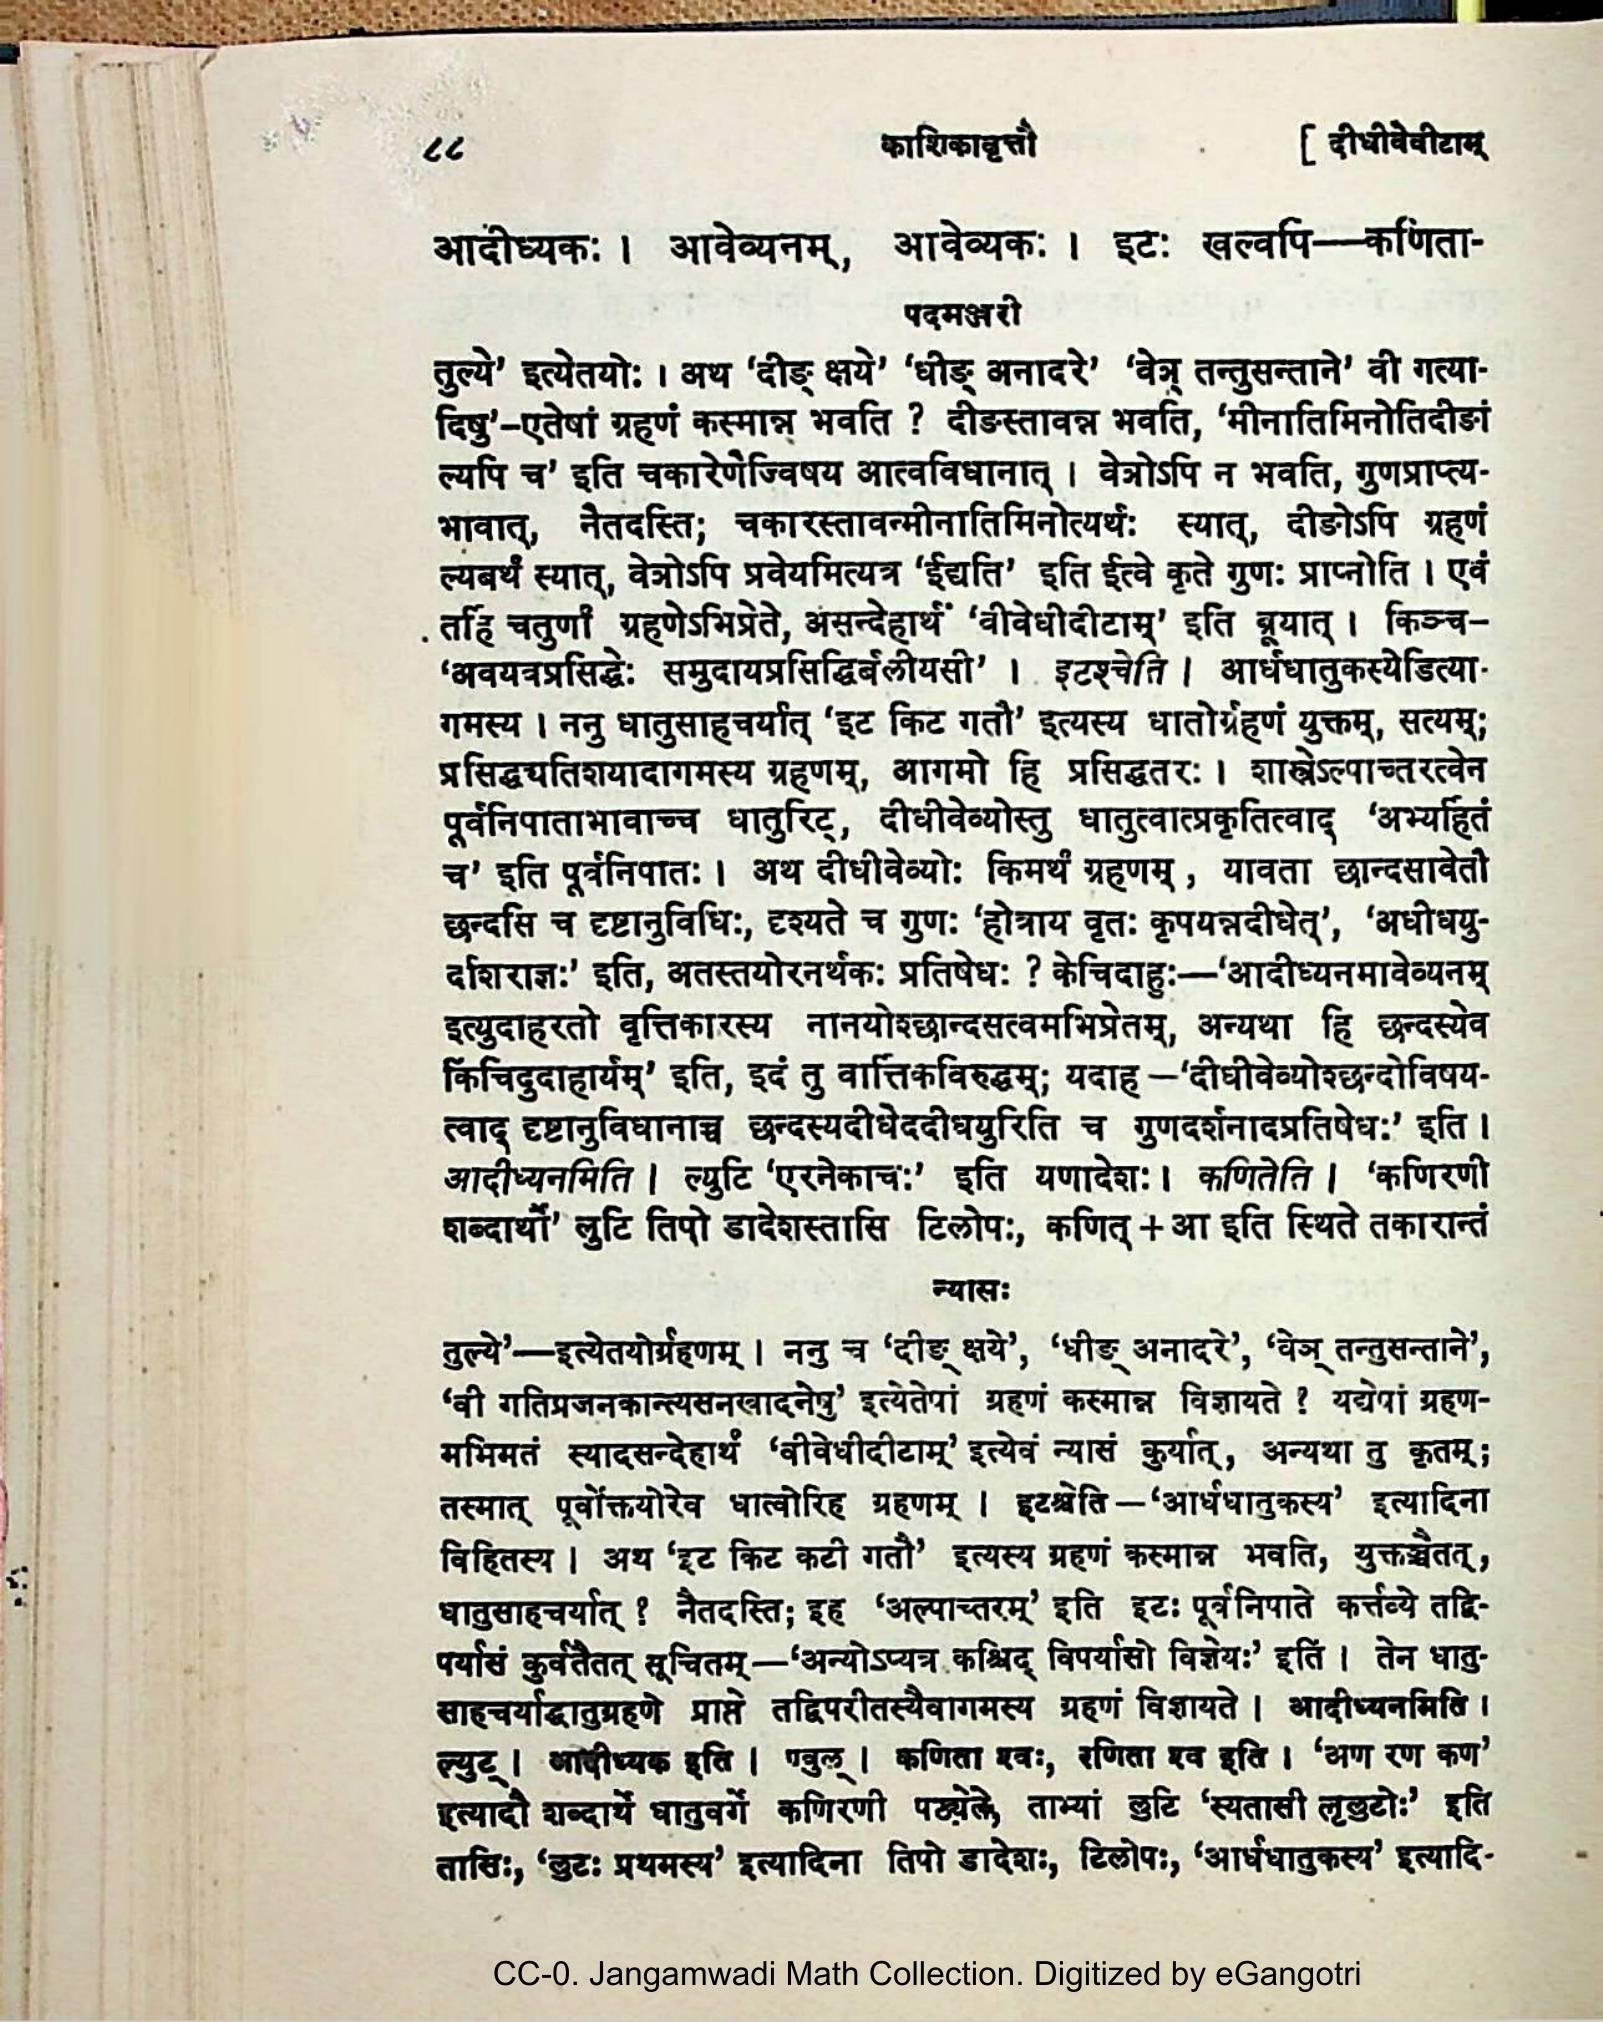 ८८ काशिकावृत्तौ [ दीधीवेवीटाम्
आदीध्यकः । आवेव्यनम्, आवेव्यकः । इटः खल्वपि—कणिता-
पदमञ्जरी
तुल्ये’ इत्येतयोः । अथ ‘दीङ् क्षये’ ‘धीङ् अनादरे’ ‘वेञ् तन्तुसन्ताने’ वी गत्या-
दिषु’–एतेषां ग्रहणं कस्मान्न भवति ? दीङस्तावन्न भवति, ‘मीनातिमिनोतिदीङां
ल्यपि च’ इति चकारेणैज्विषय आत्वविधानात् । वेञोऽपि न भवति, गुणप्राप्त्य-
भावात्, नैतदस्ति; चकारस्तावन्मीनातिमिनोत्यर्थः स्यात्, दीङोऽपि ग्रहणं
ल्यबर्थं स्यात्, वेञोऽपि प्रवेयमित्यत्र ‘ईद्यति’ इति ईत्वे कृते गुणः प्राप्नोति । एवं
तर्हि चतुर्णां ग्रहणेऽभिप्रेते, असन्देहार्थं ‘वीवेधीदीटाम्’ इति ब्रूयात् । किञ्च–
‘अवयवप्रसिद्धेः समुदायप्रसिद्धिर्बलीयसी’ । इटश्चेति । आर्धधातुकस्येडित्या-
गमस्य । ननु धातुसाहचर्यात् ‘इट किट गतौ’ इत्यस्य धातोर्ग्रहणं युक्तम्, सत्यम्;
प्रसिद्ध्यतिशयादागमस्य ग्रहणम्, आगमो हि प्रसिद्धतरः । शास्त्रेऽल्पाच्तरत्वेन
पूर्वनिपाताभावाच्च धातुरिट्, दीधीवेव्योस्तु धातुत्वात्प्रकृतित्वाद् ‘अभ्यर्हितं
च’ इति पूर्वनिपातः । अथ दीधीवेव्योः किमर्थं ग्रहणम्, यावता छान्दसावेतौ
छन्दसि च दृष्टानुविधिः, दृश्यते च गुणः ‘होत्राय वृतः कृपयन्नदीधेत्’, ‘अधीधयु-
र्दाशराज्ञः’ इति, अतस्तयोरनर्थकः प्रतिषेधः ? केचिदाहुः—‘आदीध्यनमावेव्यनम्
इत्युदाहरतो वृत्तिकारस्य नानयोश्छान्दसत्वमभिप्रेतम्, अन्यथा हि छन्दस्येव
किंचिदुदाहार्यम्’ इति, इदं तु वार्त्तिकविरुद्धम्; यदाह —‘दीधीवेव्योश्छन्दोविषय-
त्वाद् दृष्टानुविधानाच्च छन्दस्यदीधेददीधयुरिति च गुणदर्शनादप्रतिषेधः’ इति ।
आदीध्यनमिति । ल्युटि ‘एरनेकाचः’ इति यणादेशः । कणितेति । ‘कणिरणी
शब्दार्थौ’ लुटि तिपो डादेशस्तासि टिलोपः, कणित् + आ इति स्थिते तकारान्तं
न्यासः
तुल्ये’—इत्येतयोर्ग्रहणम् । ननु च ‘दीङ् क्षये’, ‘धीङ् अनादरे’, ‘वेञ् तन्तुसन्ताने’,
‘वी गतिप्रजनकान्त्यसनखादनेषु’ इत्येतेषां ग्रहणं कस्मान्न विज्ञायते ? यद्येषां ग्रहण-
मभिमतं स्यादसन्देहार्थं ‘वीवेधीदीटाम्’ इत्येवं न्यासं कुर्यात्, अन्यथा तु कृतम्;
तस्मात् पूर्वोक्तयोरेव धात्वोरिह ग्रहणम् । इटश्चेति —‘आर्धधातुकस्य’ इत्यादिना
विहितस्य । अथ ‘इट किट कटी गतौ’ इत्यस्य ग्रहणं कस्मान्न भवति, युक्तञ्चैतत्,
धातुसाहचर्यात् ? नैतदस्ति; इह ‘अल्पाच्तरम्’ इति इटः पूर्वनिपाते कर्त्तव्ये तद्वि-
पर्यासं कुर्वतैतत् सूचितम् —‘अन्योऽप्यत्र कश्चिद् विपर्यासो विज्ञेयः’ इति । तेन धातु-
साहचर्याद्धातुग्रहणे प्राप्ते तद्विपरीतस्यैवागमस्य ग्रहणं विज्ञायते । आदीध्यनमिति ।
ल्युट् । आदीध्यक इति । ण्वुल् । कणिता श्वः, रणिता श्व इति । ‘अण रण कण’
इत्यादौ शब्दार्थे धातुवर्गे कणिरणी पठ्येते, ताभ्यां लुटि ‘स्यतासी लृलुटोः’ इति
तासिः, ‘लुटः प्रथमस्य’ इत्यादिना तिपो डादेशः, टिलोपः, ‘आर्धधातुकस्य’ इत्यादि-
CC-0. Jangamwadi Math Collection. Digitized by eGangotri